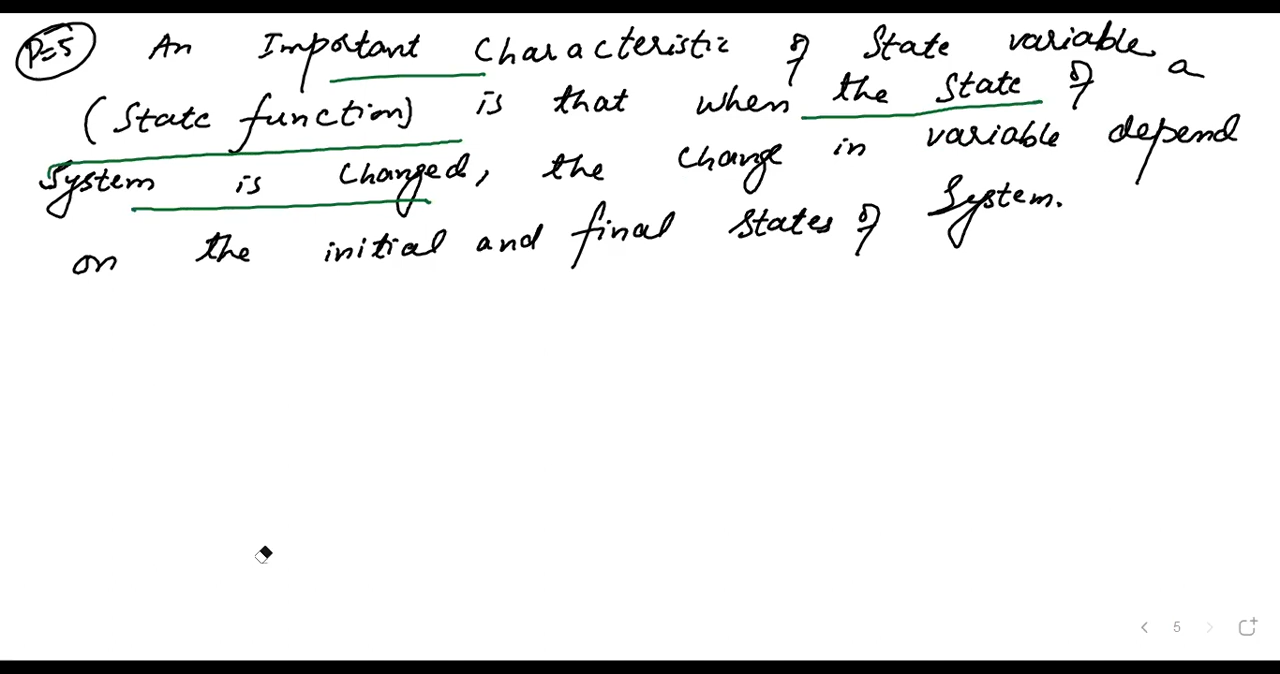 P=5 An Important Characteristic of State variable
(State function) is that when the State of a
System is changed, the change in variable depend
on the initial and final states of System.
5